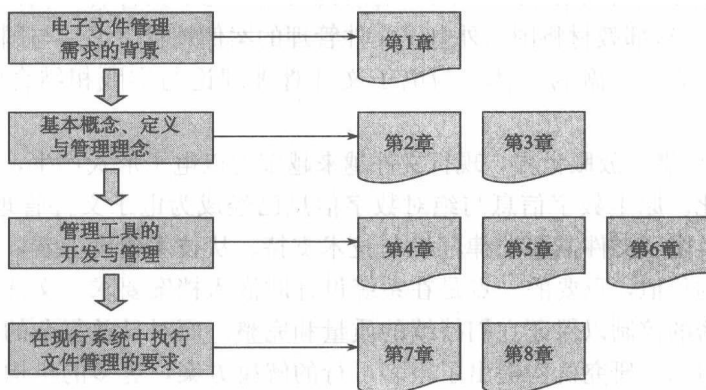 电子文件管理
需求的背景
第1章
基本概念、定义
与管理理念
第2章
第3章
管理工具的
开发与管理
第4章
第5章
第6章
在现行系统中执行
文件管理的要求
第7章
第8章